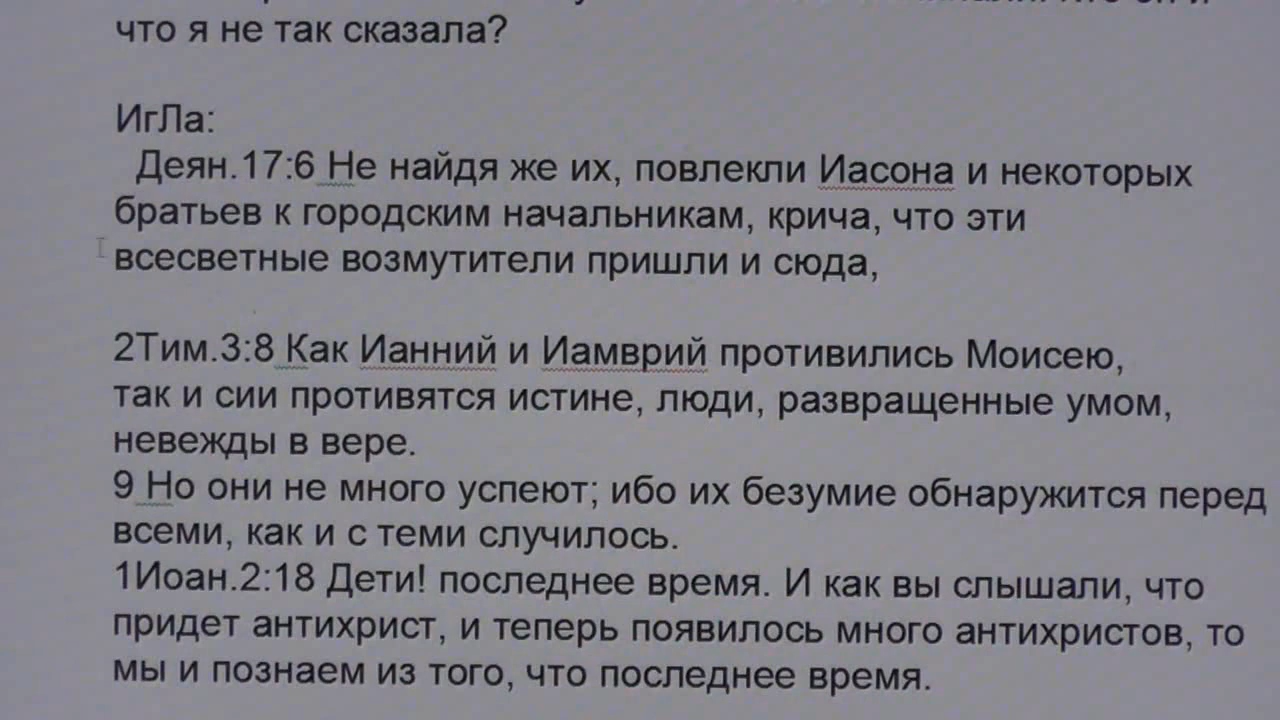 что я не так сказала?
ИгЛа:
Деян.17:6 Не найдя же их, повлекли Иасона и некоторых
братьев к городским начальникам, крича, что эти
всесветные возмутители пришли и сюда,
2Тим.3:8 Как Ианний и Иамврий противились Моисею,
так и сии противятся истине, люди, развращенные умом,
невежды в вере.
9 Но они не много успеют; ибо их безумие обнаружится перед
всеми, как и с теми случилось.
1Иоан.2:18 Дети! последнее время. И как вы слышали, что
придет антихрист, и теперь появилось много антихристов, то
мы и познаем из того, что последнее время.